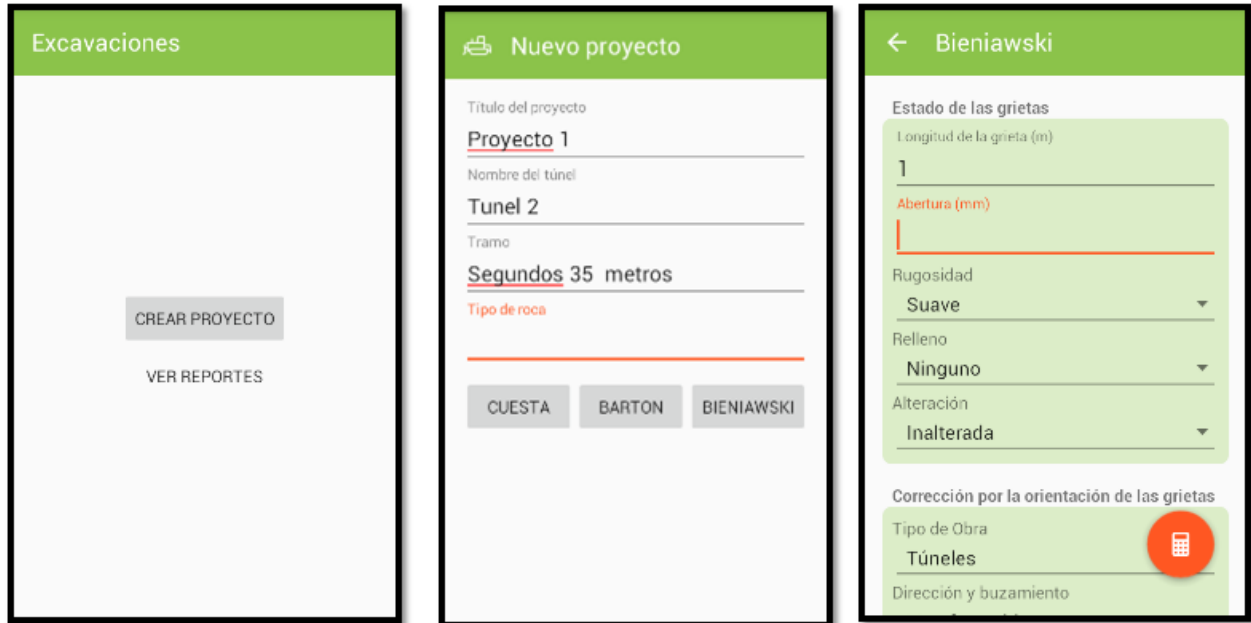 Excavaciones
CREAR PROYECTO
VER REPORTES
Nuevo proyecto
Título del proyecto
Proyecto 1
Nombre del túnel
Tunel 2
Tramo
Segundos 35 metros
Tipo de roca
CUESTA BARTON BIENIAWSKI
Bieniawski
Estado de las grietas
Longitud de la grieta (m)
1
Abertura (mm)
Rugosidad
Suave
Relleno
Ninguno
Alteración
Inalterada
Corrección por la orientación de las grietas
Tipo de Obra
Túneles
Dirección y buzamiento